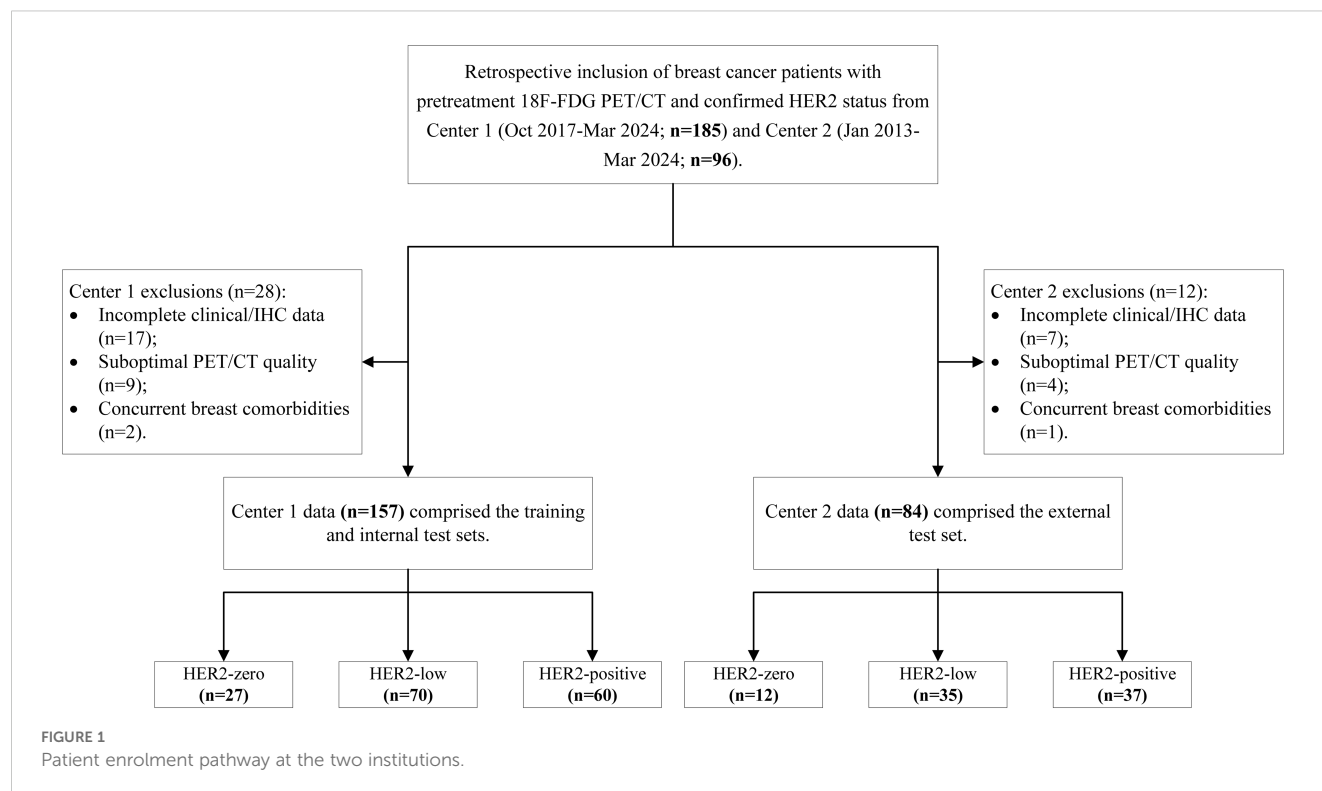 Retrospective inclusion of breast cancer patients with
pretreatment 18F-FDG PET/CT and confirmed HER2 status from
Center 1 (Oct 2017-Mar 2024; n=185) and Center 2 (Jan 2013-
Mar 2024; n=96).
Center 1 exclusions (n=28):
• Incomplete clinical/IHC data
(n=17);
• Suboptimal PET/CT quality
(n=9);
• Concurrent breast comorbidities
(n=2).
Center 2 exclusions (n=12):
• Incomplete clinical/IHC data
(n=7);
• Suboptimal PET/CT quality
(n=4);
• Concurrent breast comorbidities
(n=1).
Center 1 data (n=157) comprised the training
and internal test sets.
Center 2 data (n=84) comprised the external
test set.
HER2-zero
(n=27)
HER2-low
(n=70)
HER2-positive
(n=60)
HER2-zero
(n=12)
HER2-low
(n=35)
HER2-positive
(n=37)
FIGURE 1
Patient enrolment pathway at the two institutions.